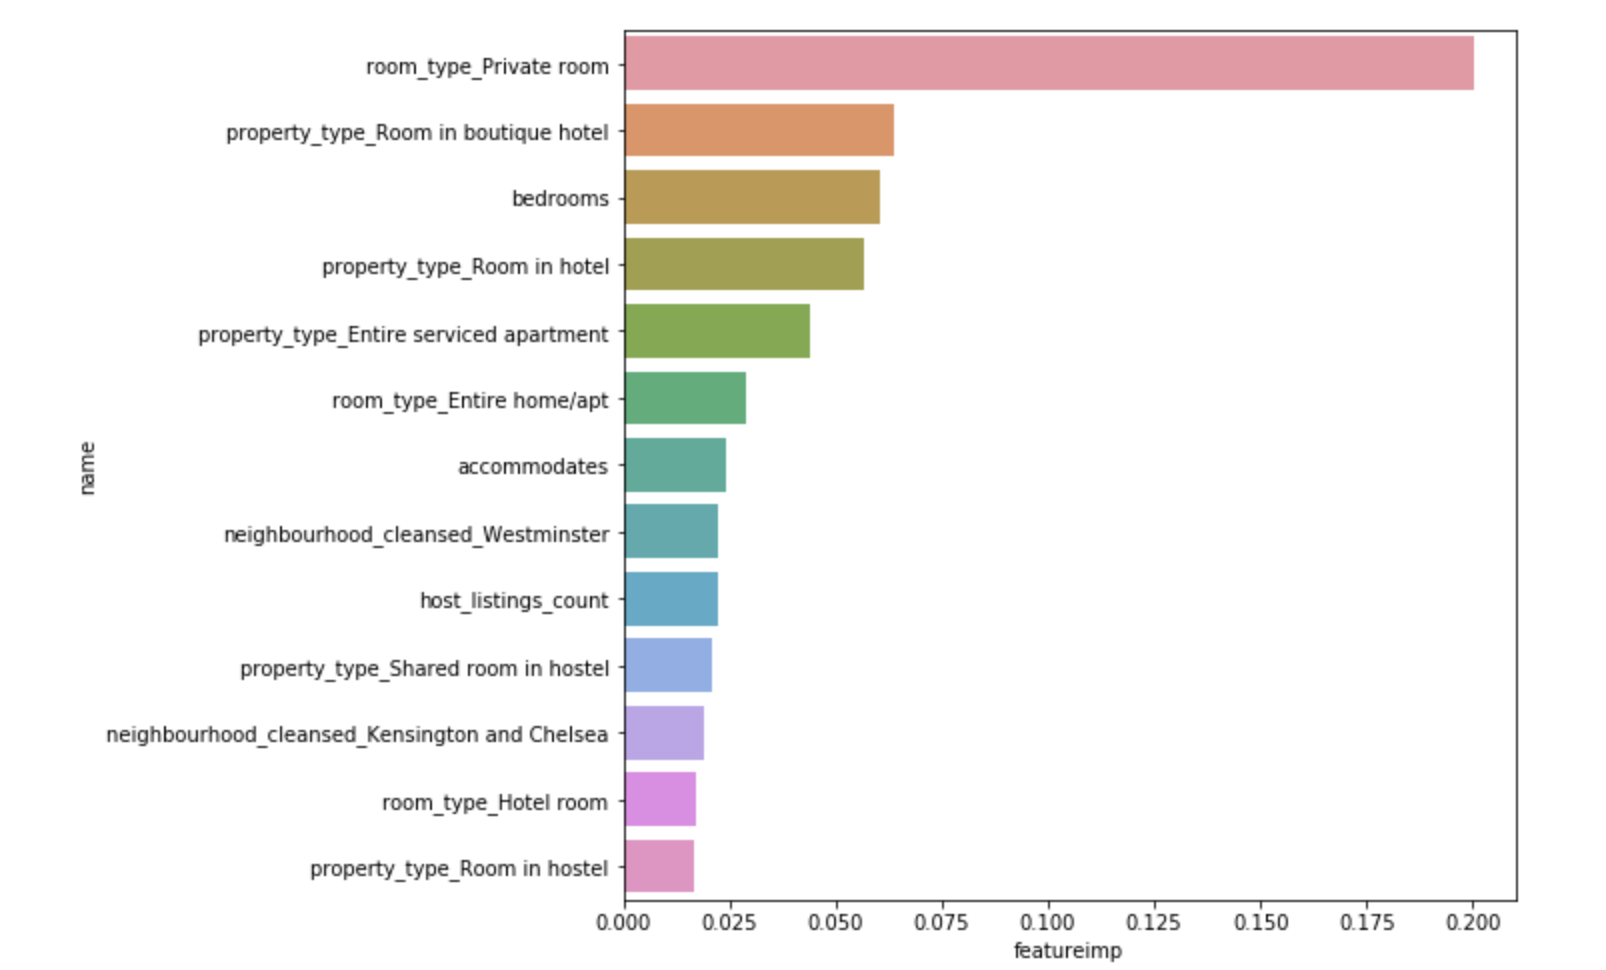 room_type_Private room
property_type_Room in boutique hotel
bedrooms
property_type_Room in hotel
property_type_Entire serviced apartment
room_type_Entire home/apt
accommodates
name
neighbourhood_cleansed_Westminster
host_listings_count
property_type_Shared room in hostel
neighbourhood_cleansed_Kensington and Chelsea
room_type_Hotel room
property_type_Room in hostel
0.000 0.025 0.050 0.075 0.100 0.125 0.150 0.175 0.200
featureimp